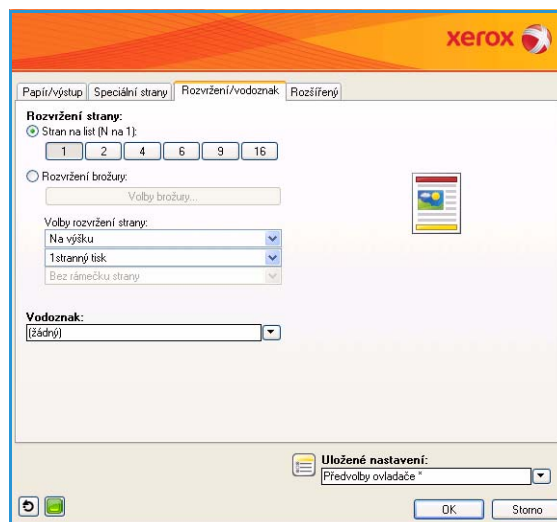 xerox
Papír/výstup Speciální strany Rozvržení/vodoznak Rozšířený
Rozvržení strany:
Stran na list (N na 1):
1 2 4 6 9 16
Rozvržení brožury:
Volby brožury...
Volby rozvržení strany:
Na výšku
1stranný tisk
Bez rámečku strany
Vodoznak:
(žádný)
Uložené nastavení:
Předvolby ovladače *
OK Storno